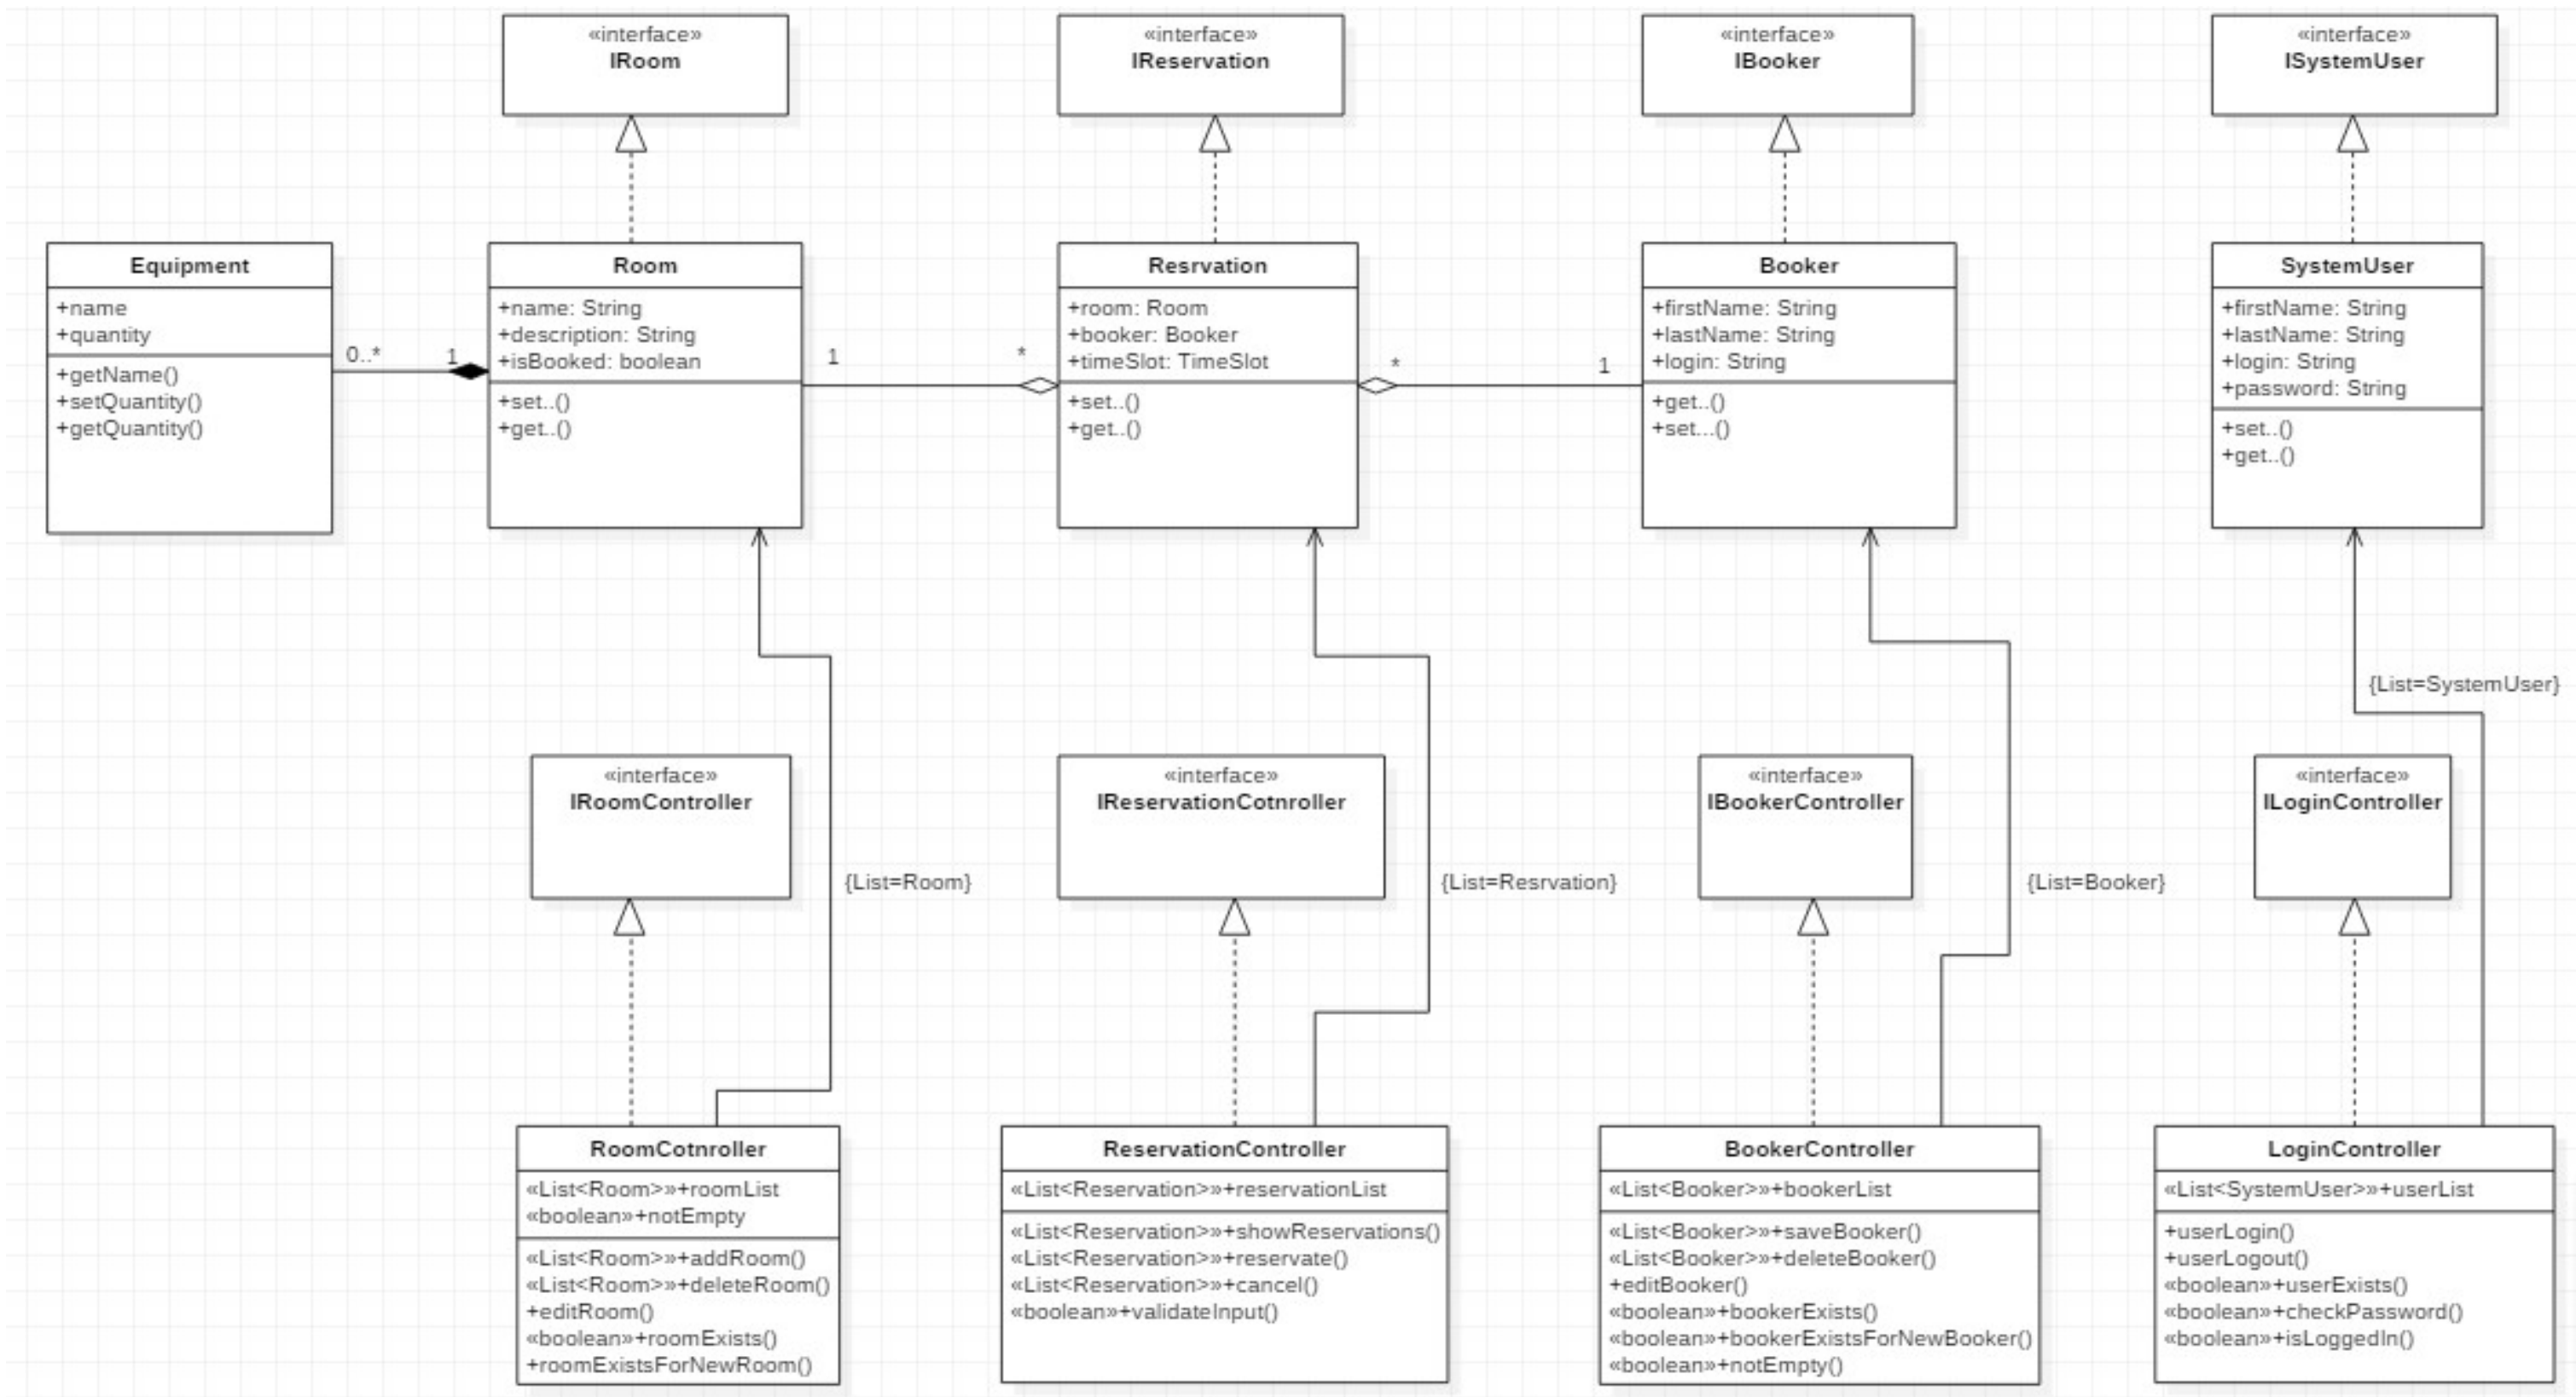 «interface»
IRoom
«interface»
IReservation
«interface»
IBooker
«interface»
ISystemUser
Equipment
+name
+quantity
+getName()
+setQuantity()
+getQuantity()
0..*
1
Room
+name: String
+description: String
+isBooked: boolean
+set..()
+get..()
1
*
Resrvation
+room: Room
+booker: Booker
+timeSlot: TimeSlot
+set..()
+get..()
*
1
Booker
+firstName: String
+lastName: String
+login: String
+get..()
+set...()
SystemUser
+firstName: String
+lastName: String
+login: String
+password: String
+set..()
+get..()
{List=SystemUser}
«interface»
IRoomController
«interface»
IReservationCotnroller
«interface»
IBookerController
«interface»
ILoginController
{List=Room}
{List=Resrvation}
{List=Booker}
RoomCotnroller
«List<Room>»+roomList
«boolean»+notEmpty
«List<Room>»+addRoom()
«List<Room>»+deleteRoom()
+editRoom()
«boolean»+roomExists()
+roomExistsForNewRoom()
ReservationController
«List<Reservation>»+reservationList
«List<Reservation>»+showReservations()
«List<Reservation>»+reservate()
«List<Reservation>»+cancel()
«boolean»+validateInput()
BookerController
«List<Booker>»+bookerList
«List<Booker>»+saveBooker()
«List<Booker>»+deleteBooker()
+editBooker()
«boolean»+bookerExists()
«boolean»+bookerExistsForNewBooker()
«boolean»+notEmpty()
LoginController
«List<SystemUser>»+userList
+userLogin()
+userLogout()
«boolean»+userExists()
«boolean»+checkPassword()
«boolean»+isLoggedIn()